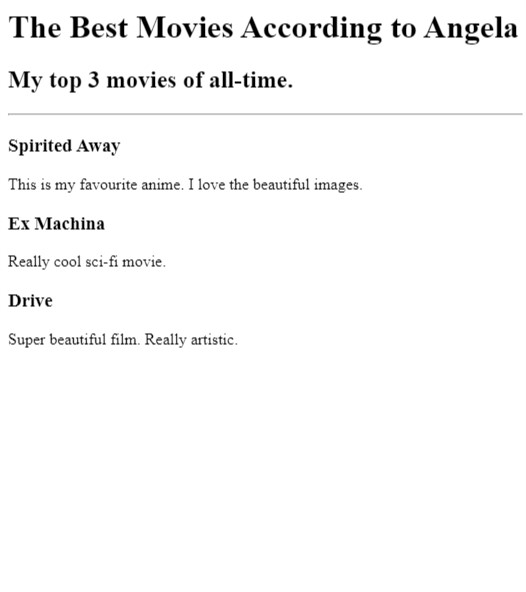 The Best Movies According to Angela
My top 3 movies of all-time.
Spirited Away
This is my favourite anime. I love the beautiful images.
Ex Machina
Really cool sci-fi movie.
Drive
Super beautiful film. Really artistic.